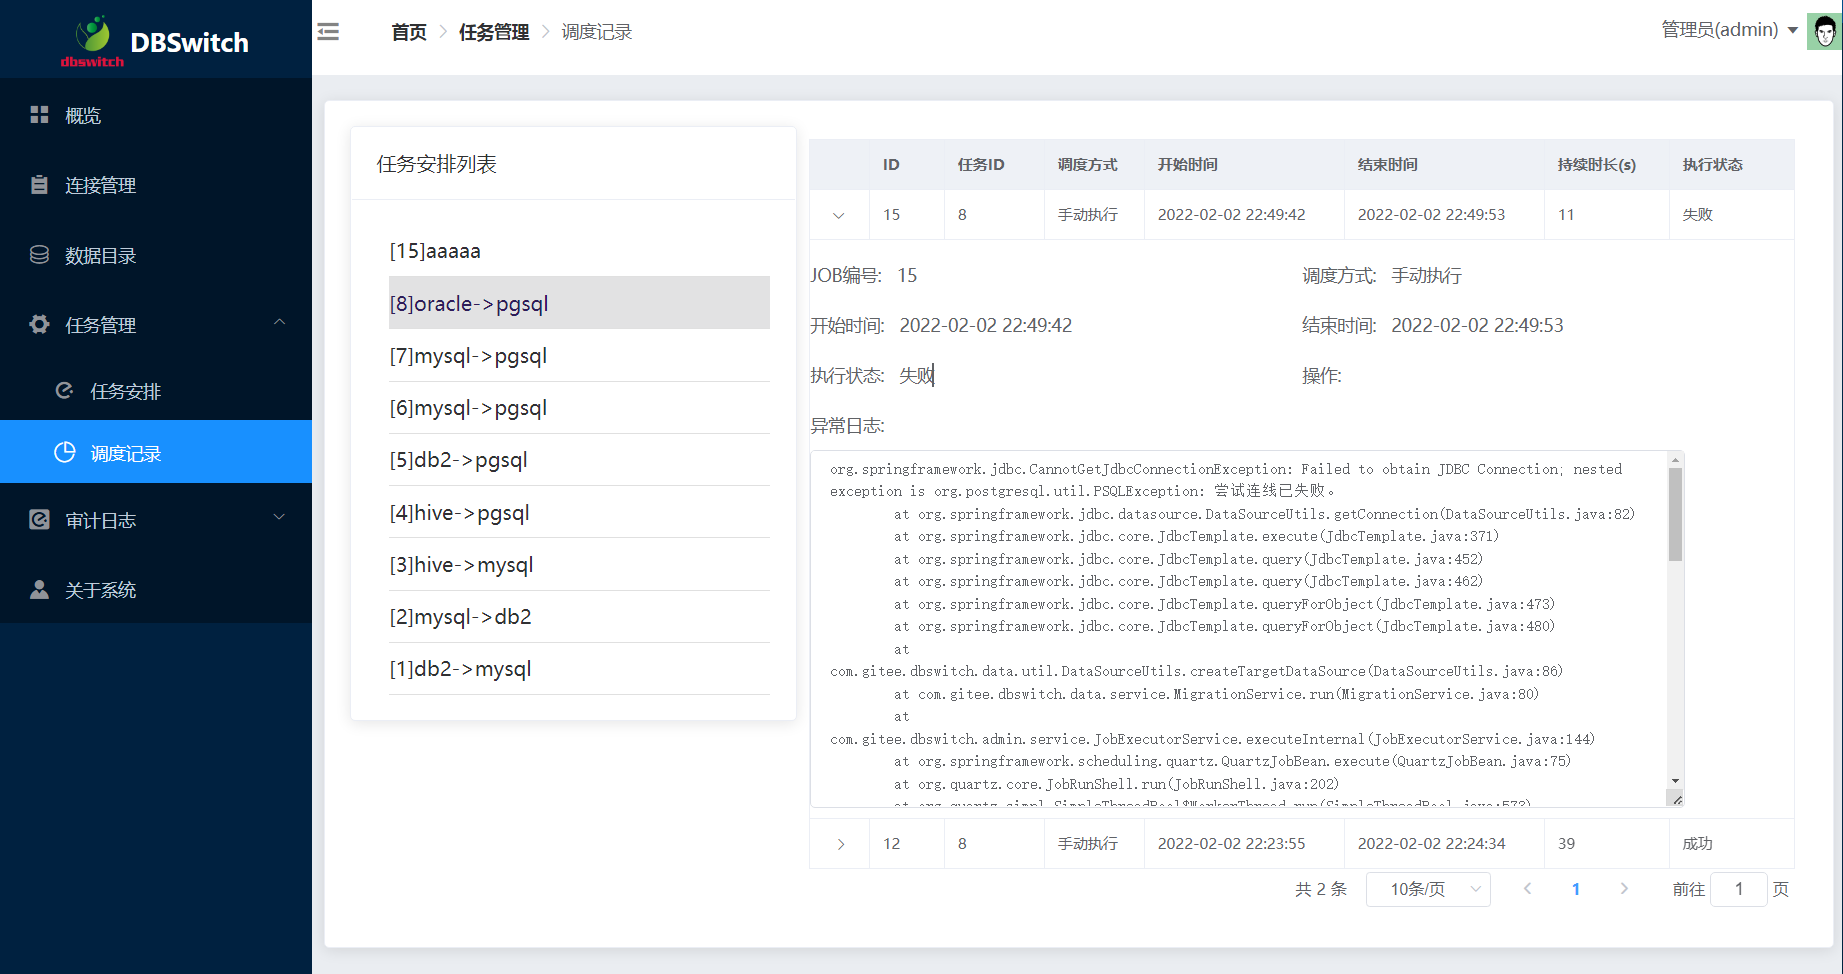 dbswitch
DBSwitch
首页 任务管理 调度记录
管理员(admin)
概览
连接管理
数据目录
任务管理
任务安排
调度记录
审计日志
关于系统
任务安排列表
[15]aaaaa
[8]oracle->pgsql
[7]mysql->pgsql
[6]mysql->pgsql
[5]db2->pgsql
[4]hive->pgsql
[3]hive->mysql
[2]mysql->db2
[1]db2->mysql
ID 任务ID 调度方式 开始时间 结束时间 持续时长(s) 执行状态
15 8 手动执行 2022-02-02 22:49:42 2022-02-02 22:49:53 11 失败
JOB编号: 15 调度方式: 手动执行
开始时间: 2022-02-02 22:49:42 结束时间: 2022-02-02 22:49:53
执行状态: 失败 操作:
异常日志:
org.springframework.jdbc.CannotGetJdbcConnectionException: Failed to obtain JDBC Connection; nested
exception is org.postgresql.util.PSQLException: 尝试连线已失败。
at org.springframework.jdbc.datasource.DataSourceUtils.getConnection(DataSourceUtils.java:82)
at org.springframework.jdbc.core.JdbcTemplate.execute(JdbcTemplate.java:371)
at org.springframework.jdbc.core.JdbcTemplate.query(JdbcTemplate.java:452)
at org.springframework.jdbc.core.JdbcTemplate.query(JdbcTemplate.java:462)
at org.springframework.jdbc.core.JdbcTemplate.queryForObject(JdbcTemplate.java:473)
at org.springframework.jdbc.core.JdbcTemplate.queryForObject(JdbcTemplate.java:480)
at
com.gitee.dbswitch.data.util.DataSourceUtils.createTargetDataSource(DataSourceUtils.java:86)
at com.gitee.dbswitch.data.service.MigrationService.run(MigrationService.java:80)
at
com.gitee.dbswitch.admin.service.JobExecutorService.executeInternal(JobExecutorService.java:144)
at org.springframework.scheduling.quartz.QuartzJobBean.execute(QuartzJobBean.java:75)
at org.quartz.core.JobRunShell.run(JobRunShell.java:202)
at org.quartz.simpl.SimpleThreadPool$WorkerThread.run(SimpleThreadPool.java:573)
12 8 手动执行 2022-02-02 22:23:55 2022-02-02 22:24:34 39 成功
共 2 条 10条/页 1 前往 1 页